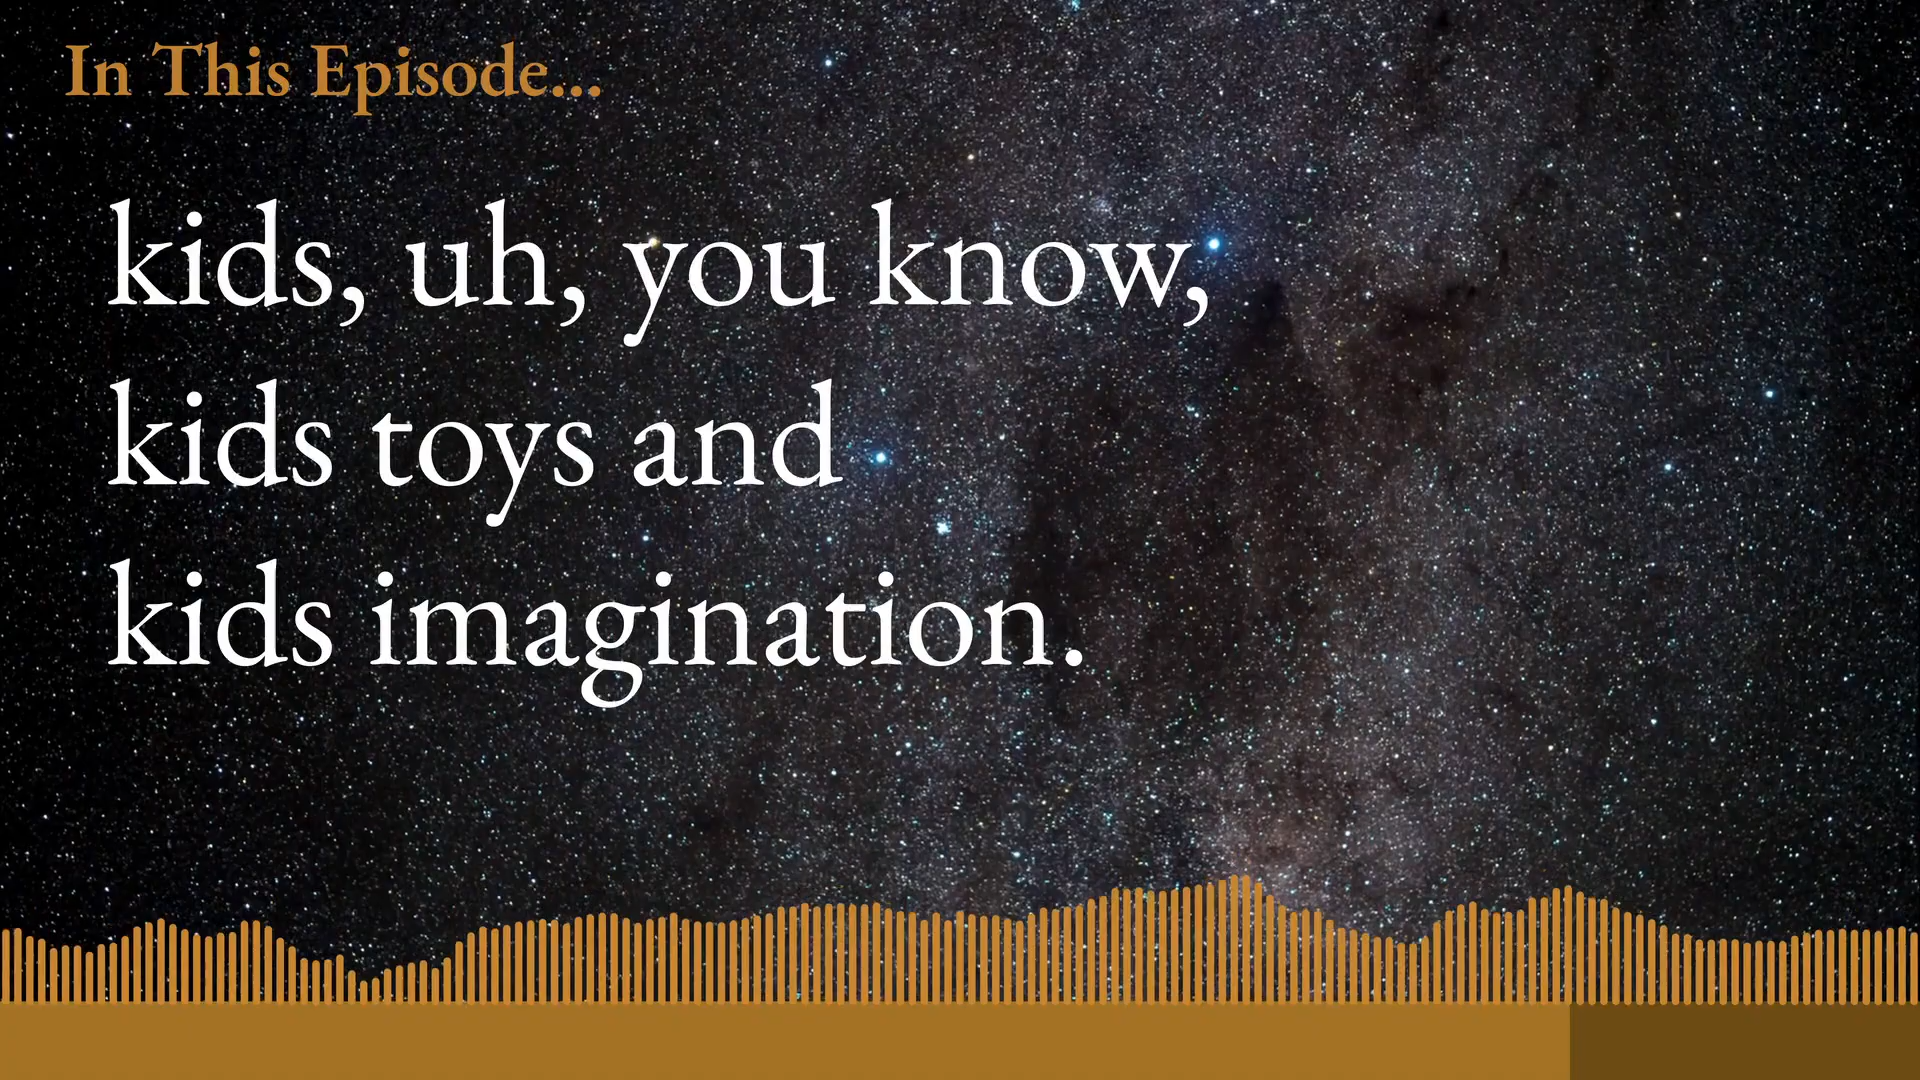 In This Episode...
kids, uh, you know,
kids toys and
kids imagination.